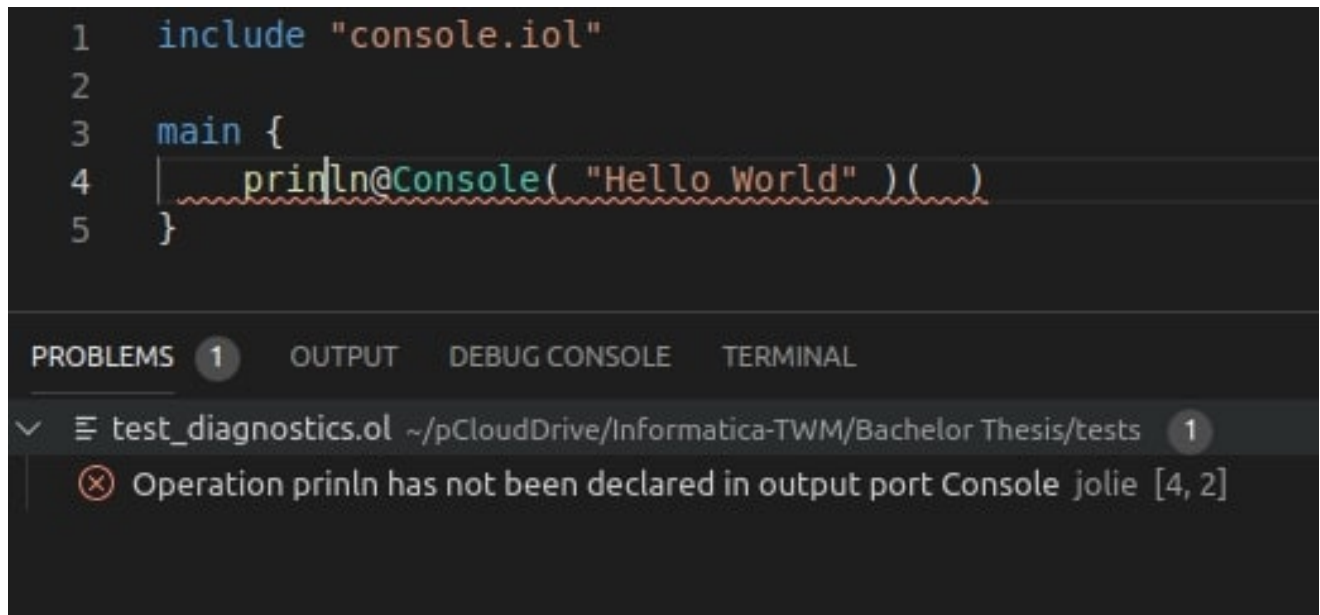 1 include "console.iol"
2
3 main {
4 prinln@Console( "Hello World" )(  )
5 }
PROBLEMS 1 OUTPUT DEBUG CONSOLE TERMINAL
test_diagnostics.ol ~/pCloudDrive/Informatica-TWM/Bachelor Thesis/tests 1
Operation prinln has not been declared in output port Console jolie [4, 2]